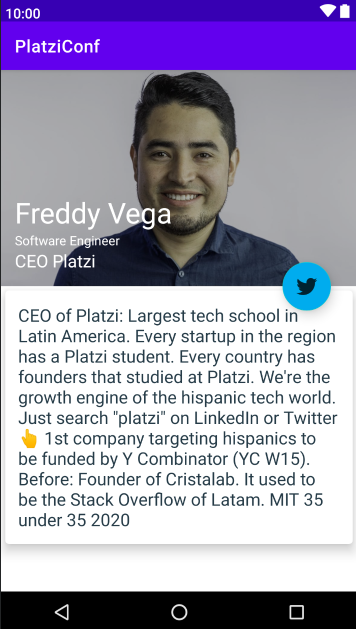 10:00
PlatziConf
Freddy Vega
Software Engineer
CEO Platzi
CEO of Platzi: Largest tech school in
Latin America. Every startup in the region
has a Platzi student. Every country has
founders that studied at Platzi. We're the
growth engine of the hispanic tech world.
Just search "platzi" on LinkedIn or Twitter
👆 1st company targeting hispanics to
be funded by Y Combinator (YC W15).
Before: Founder of Cristalab. It used to
be the Stack Overflow of Latam. MIT 35
under 35 2020